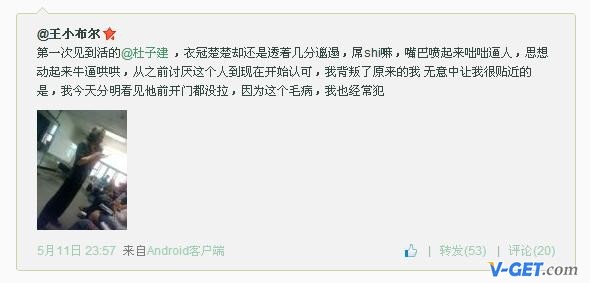 @王小布尔
第一次见到活的@杜子建 ，衣冠楚楚却还是透着几分邋遢，屌shi嘛，嘴巴喷起来咄咄逼人，思想
动起来牛逼哄哄，从之前讨厌这个人到现在开始认可，我背叛了原来的我 无意中让我很贴近的
是，我今天分明看见他前开门都没拉，因为这个毛病，我也经常犯
5月11日 23:57 来自Android客户端
转发(53) | 评论(20)
V-GET.com